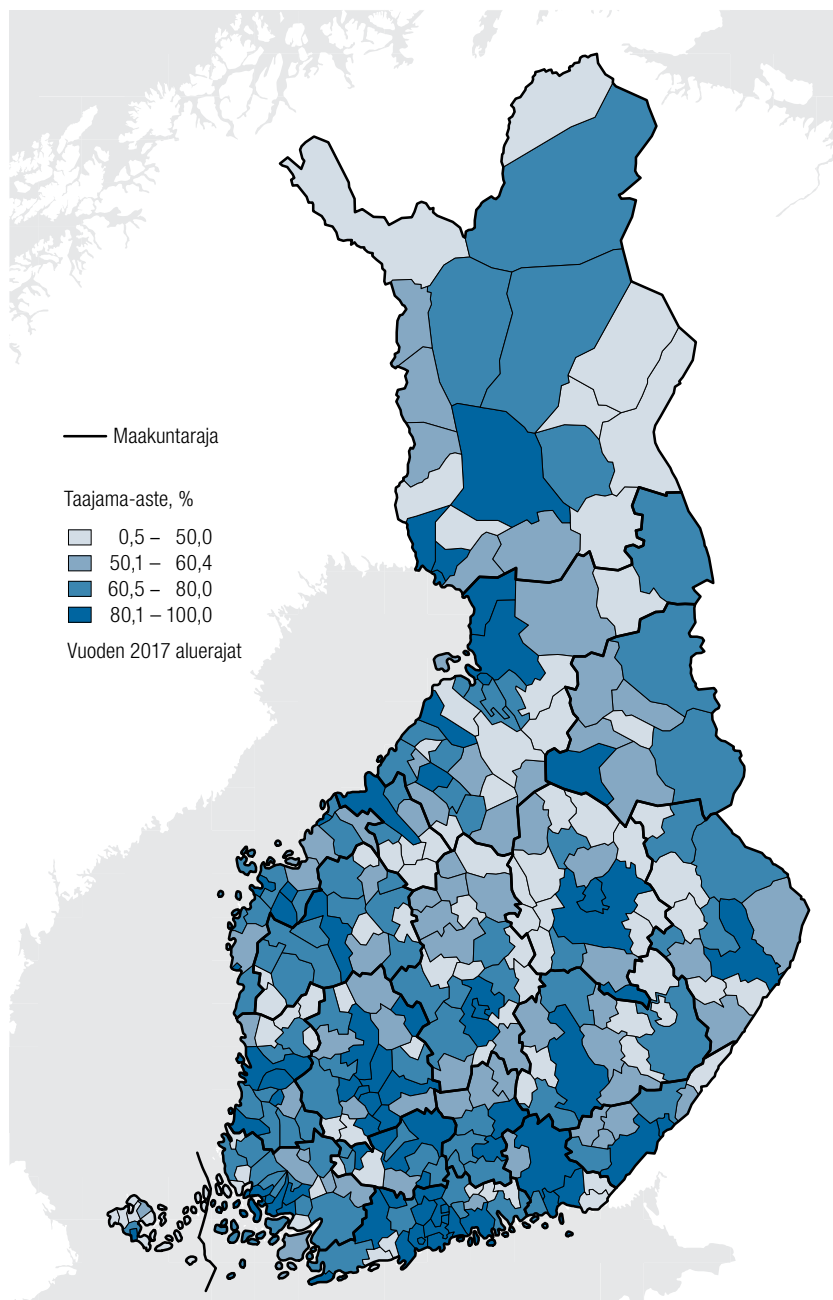 Maakuntaraja
Taajama-aste, %
0,5 – 50,0
50,1 – 60,4
60,5 – 80,0
80,1 – 100,0
Vuoden 2017 aluerajat